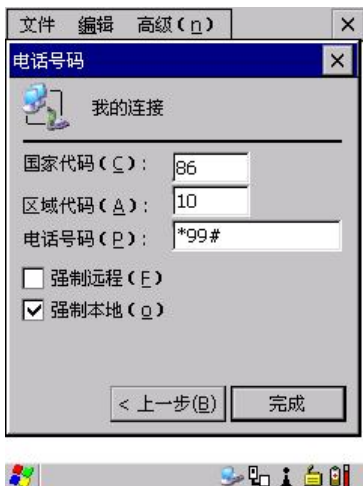 文件 编辑 高级(n) ×
电话号码 ×
我的连接
国家代码(C): 86
区域代码(A): 10
电话号码(P): *99#
强制远程(F)
强制本地(o)
< 上一步(B) 完成